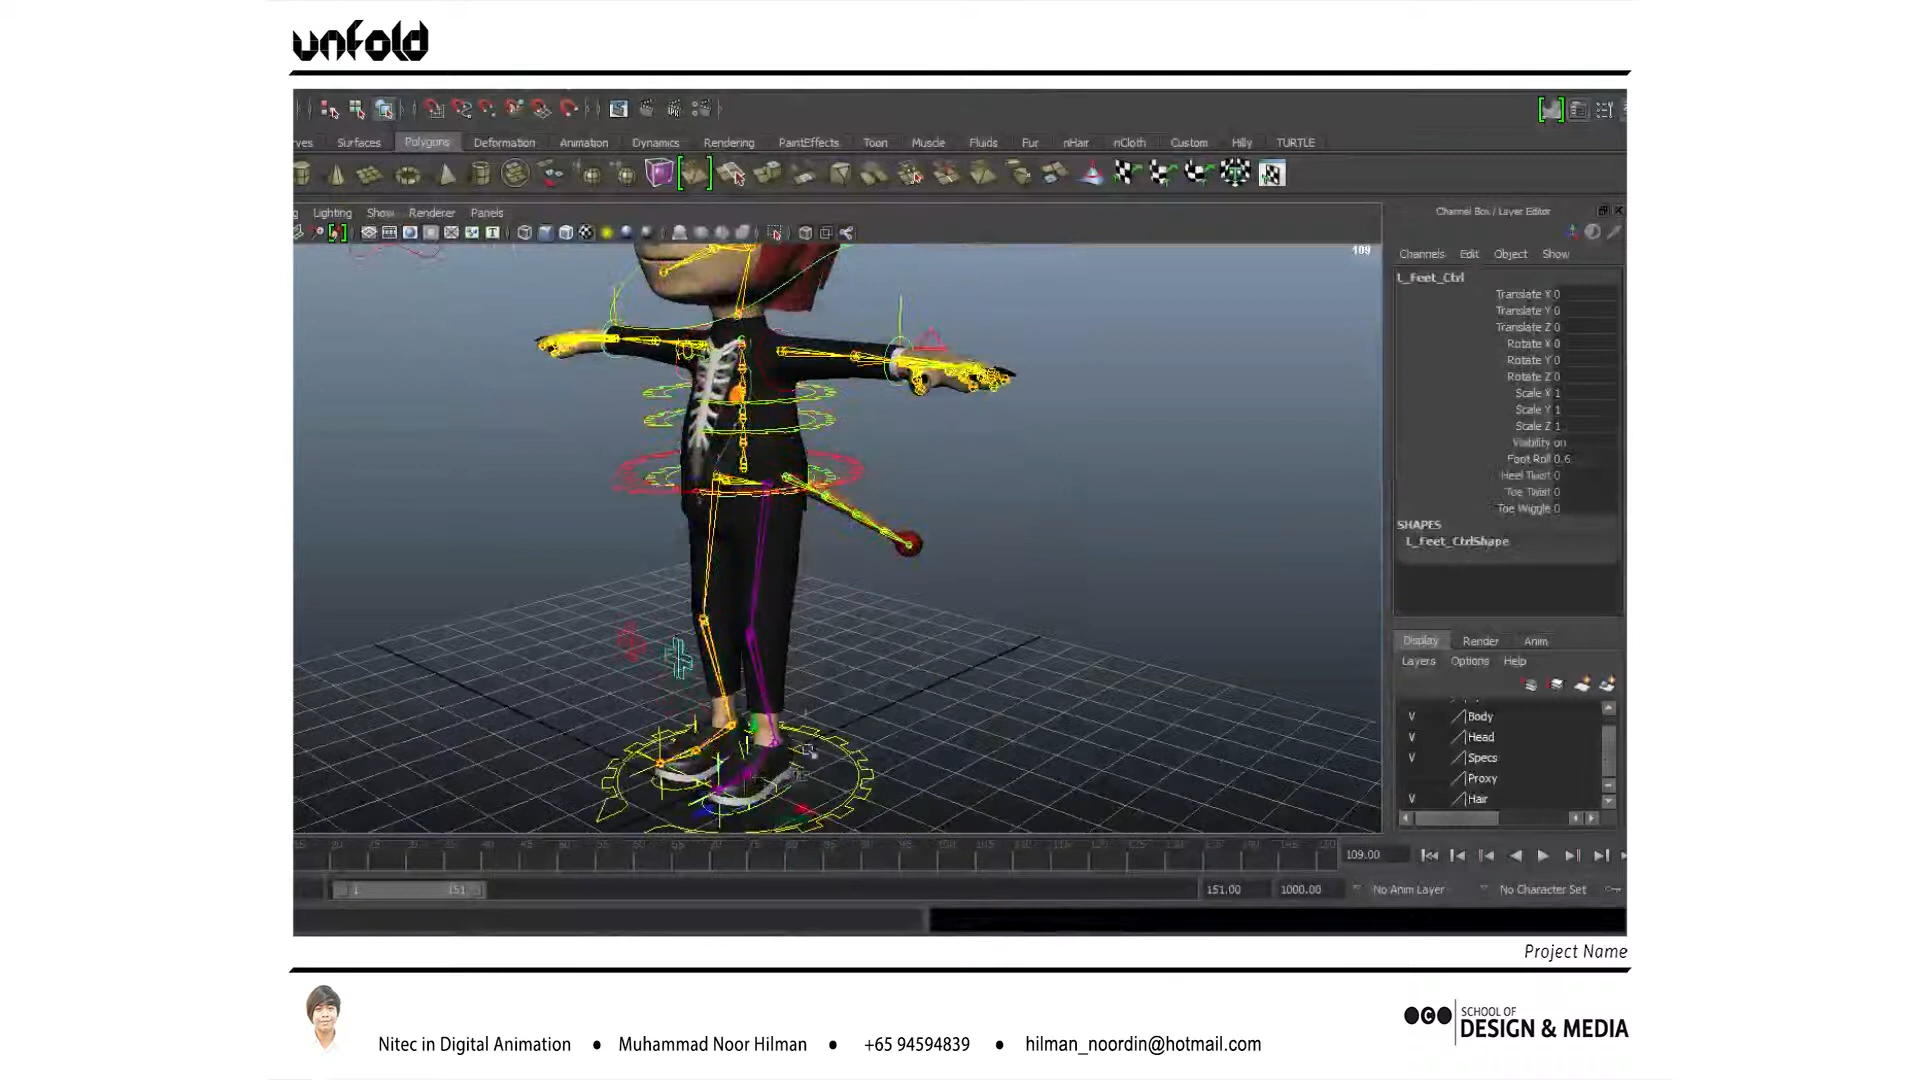 unfold
Surfaces Polygons Deformation Animation Dynamics Rendering PaintEffects Toon Muscle Fluids Fur nHair nCloth Custom Hilly TURTLE
Lighting Show Renderer Panels
109
Channel Box / Layer Editor
Channels Edit Object Show
L_Feet_Ctrl
Translate X 0
Translate Y 0
Translate Z 0
Rotate X 0
Rotate Y 0
Rotate Z 0
Scale X 1
Scale Y 1
Scale Z 1
Visibility on
Foot Roll 0.6
Heel Twist 0
Toe Twist 0
Toe Wiggle 0
SHAPES
L_Feet_CtrlShape
Display Render Anim
Layers Options Help
V Body
V Head
V Specs
Proxy
V Hair
109.00
1 151 151.00 1000.00 No Anim Layer No Character Set
Project Name
SCHOOL OF
DESIGN & MEDIA
Nitec in Digital Animation ● Muhammad Noor Hilman ● +65 94594839 ● hilman_noordin@hotmail.com